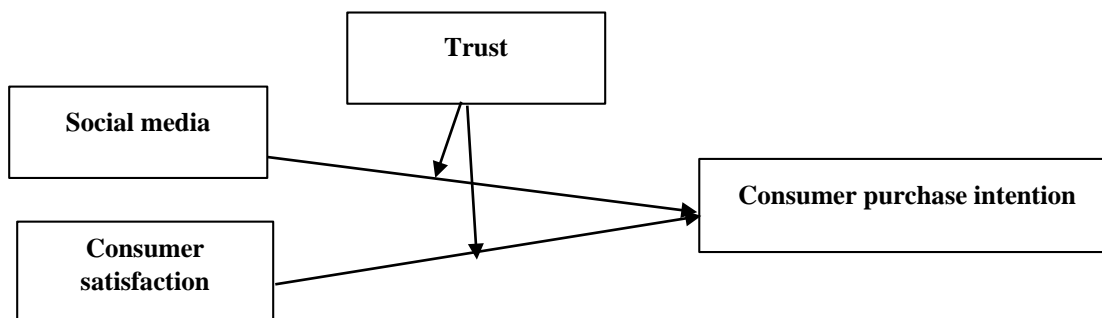 Trust
Social media
Consumer purchase intention
Consumer
satisfaction